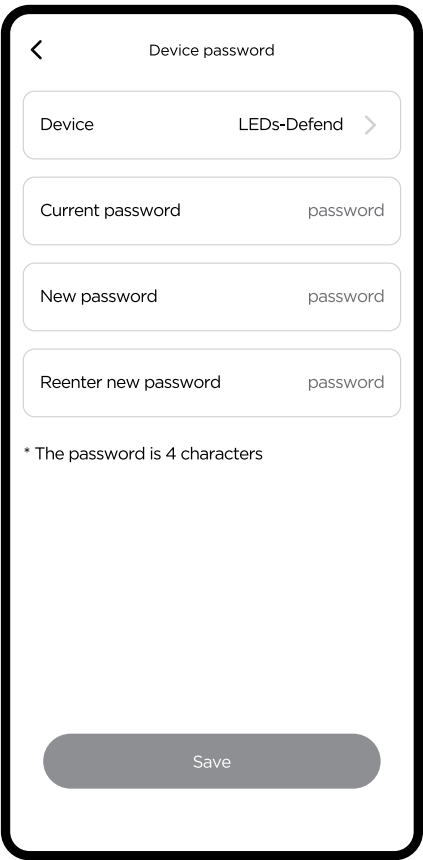 Device password
Device LEDs-Defend
Current password password
New password password
Reenter new password password
* The password is 4 characters
Save